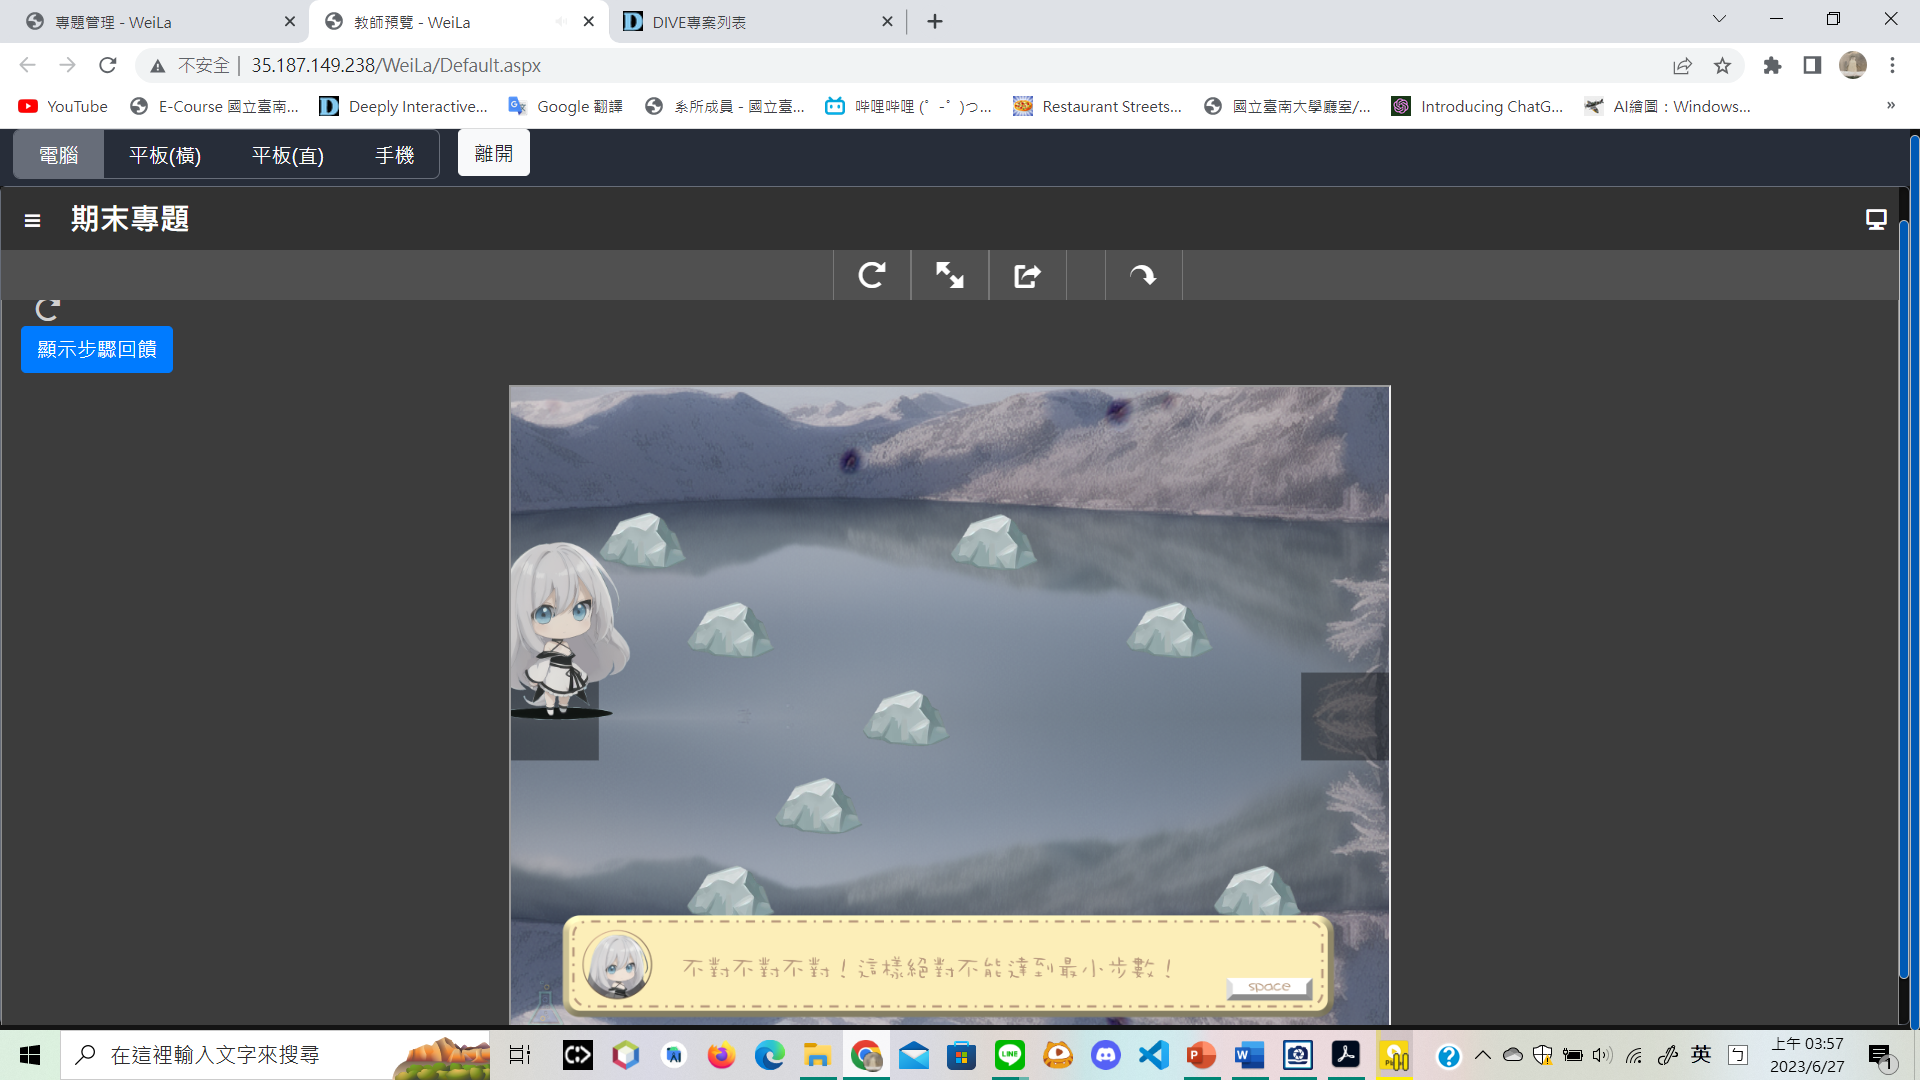 專題管理 - WeiLa
教師預覽 - WeiLa
DIVE專案列表
不安全 | 35.187.149.238/WeiLa/Default.aspx
YouTube
E-Course 國立臺南...
Deeply Interactive...
Google 翻譯
系所成員 - 國立臺...
哔哩哔哩 (゜-゜)つ...
Restaurant Streets...
國立臺南大學廳室/...
Introducing ChatG...
AI繪圖：Windows...
»
電腦
平板(橫)
平板(直)
手機
離開
期末專題
顯示步驟回饋
不對不對不對！這樣絕對不能達到最小步數！
space
在這裡輸入文字來搜尋
英
ㄅ
上午 03:57
2023/6/27
1